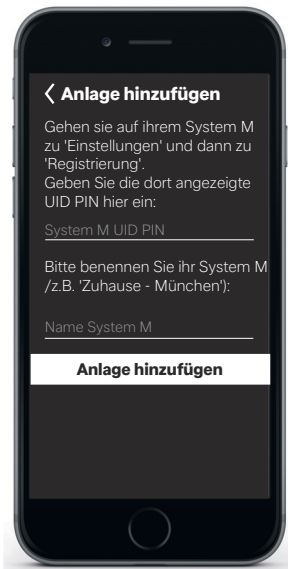 Anlage hinzufügen
Gehen sie auf ihrem System M
zu 'Einstellungen' und dann zu
'Registrierung'.
Geben Sie die dort angezeigte
UID PIN hier ein:
System M UID PIN
Bitte benennen Sie ihr System M
/z.B. 'Zuhause - München'):
Name System M
Anlage hinzufügen